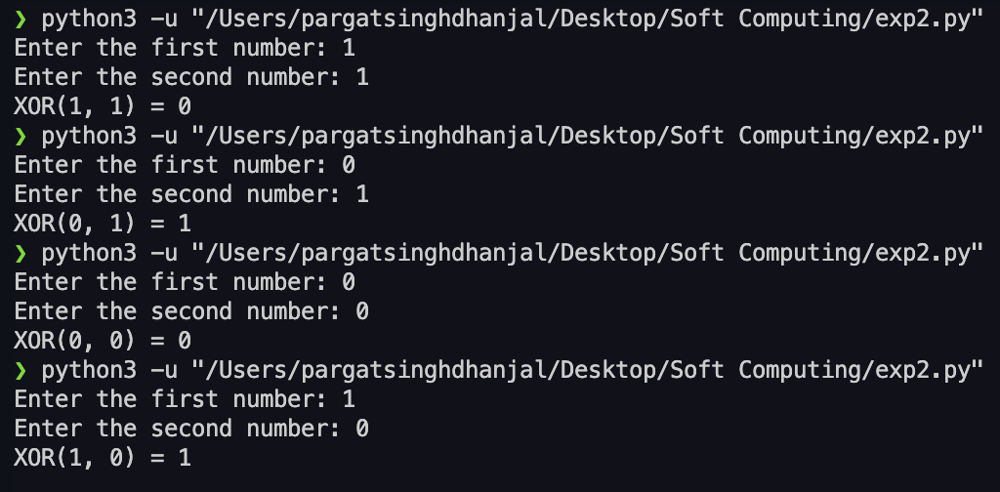 ❯ python3 -u "/Users/pargatsinghdhanjal/Desktop/Soft Computing/exp2.py"
Enter the first number: 1
Enter the second number: 1
XOR(1, 1) = 0
❯ python3 -u "/Users/pargatsinghdhanjal/Desktop/Soft Computing/exp2.py"
Enter the first number: 0
Enter the second number: 1
XOR(0, 1) = 1
❯ python3 -u "/Users/pargatsinghdhanjal/Desktop/Soft Computing/exp2.py"
Enter the first number: 0
Enter the second number: 0
XOR(0, 0) = 0
❯ python3 -u "/Users/pargatsinghdhanjal/Desktop/Soft Computing/exp2.py"
Enter the first number: 1
Enter the second number: 0
XOR(1, 0) = 1